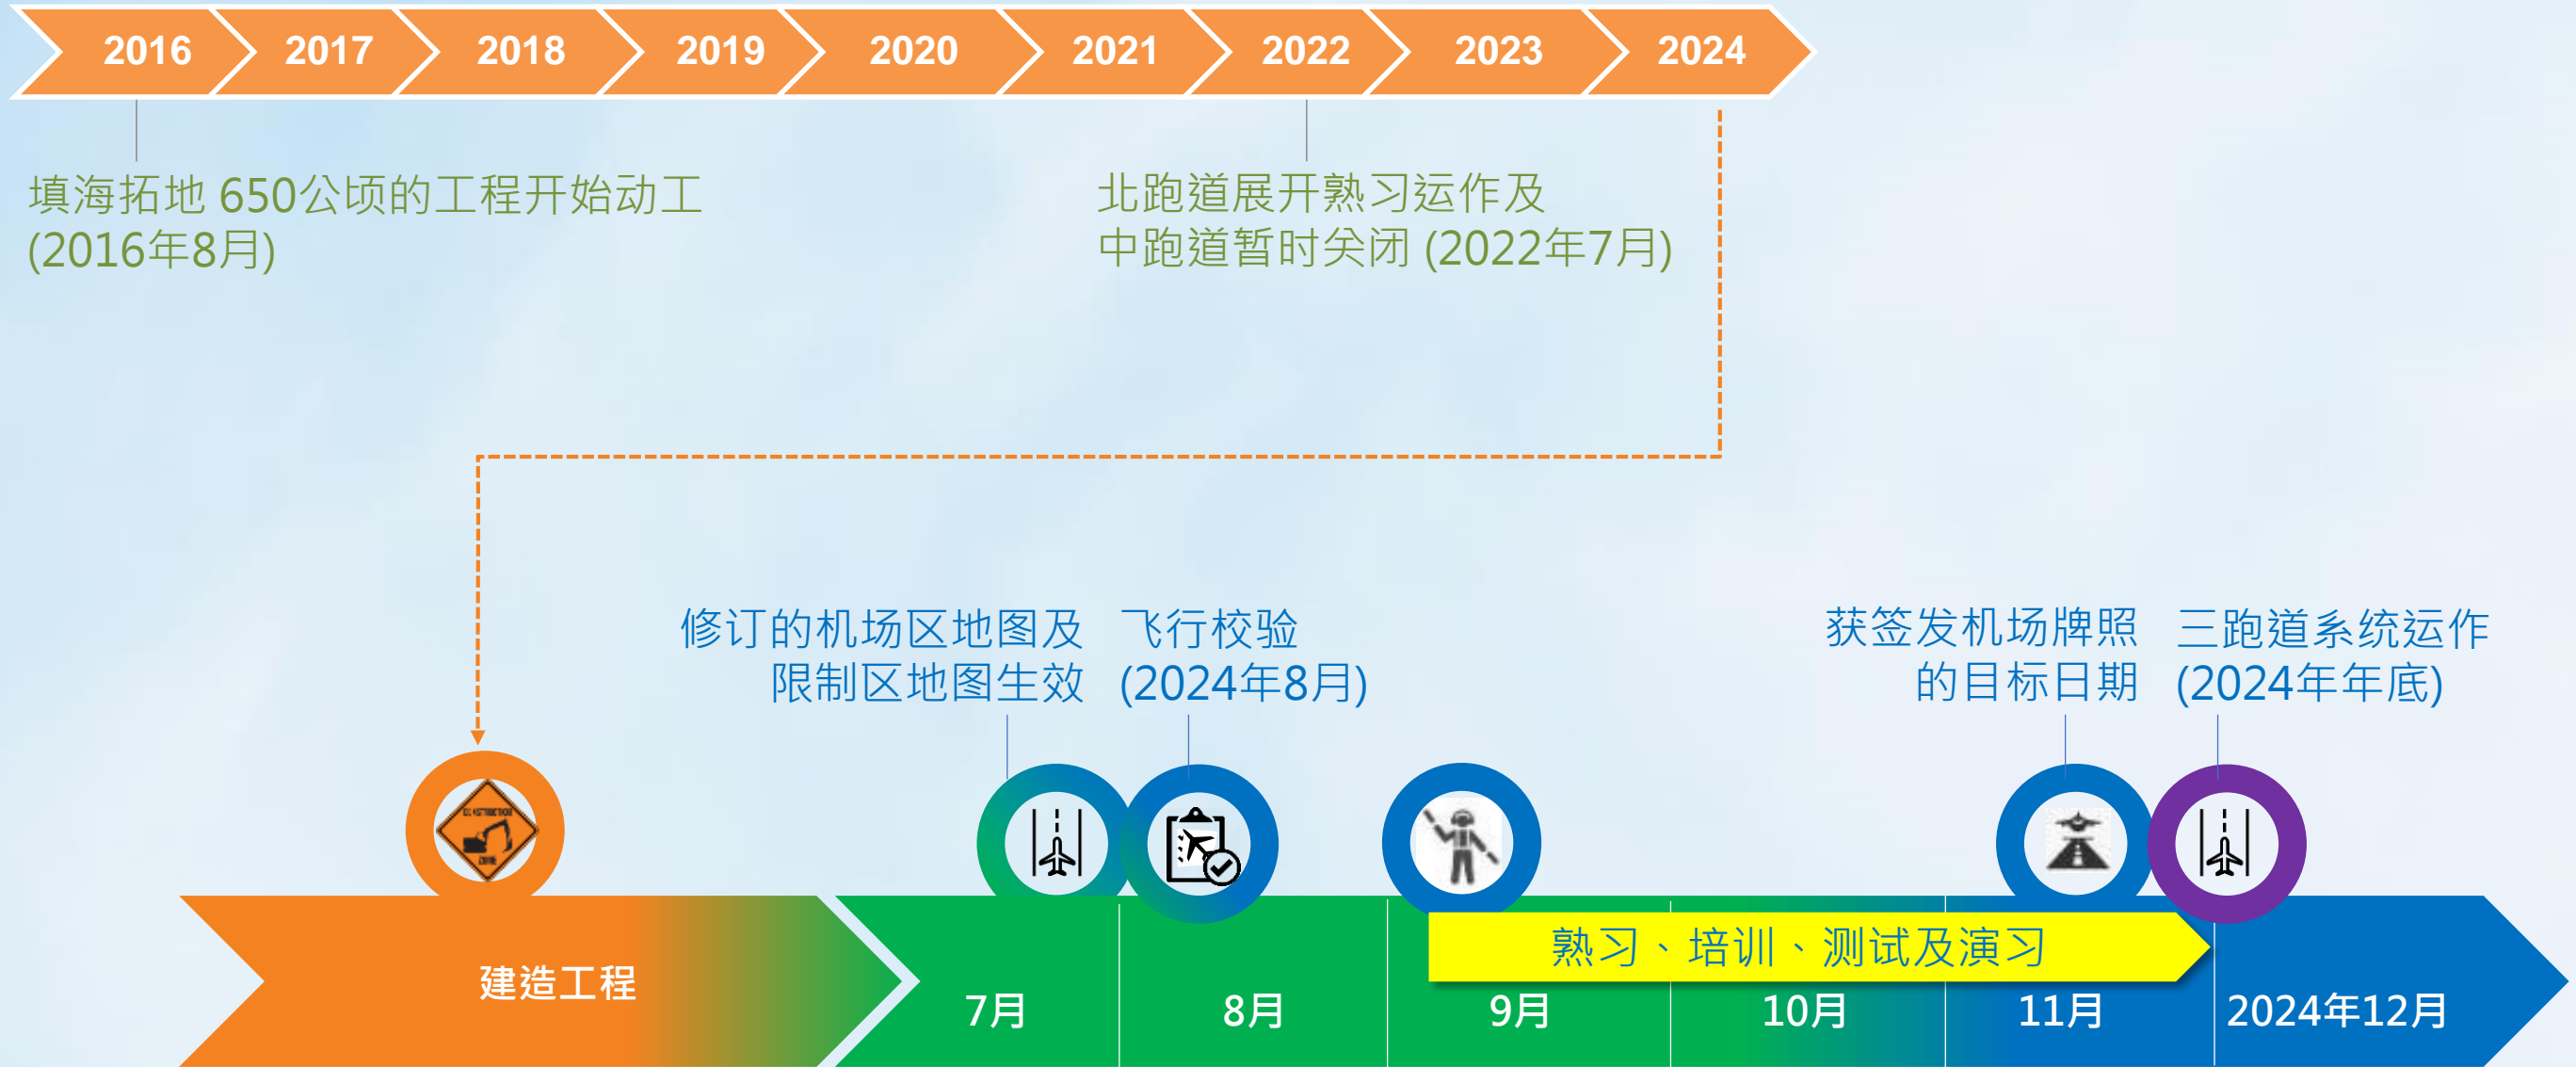 2016 2017 2018 2019 2020 2021 2022 2023 2024
填海拓地 650公顷的工程开始动工
(2016年8月)
北跑道展开熟习运作及
中跑道暂时关闭 (2022年7月)
修订的机场区地图及
限制区地图生效
飞行校验
(2024年8月)
获签发机场牌照
的目标日期
三跑道系统运作
(2024年年底)
CONSTRUCTION
ZONE
建造工程
熟习、培训、测试及演习
7月 8月 9月 10月 11月 2024年12月